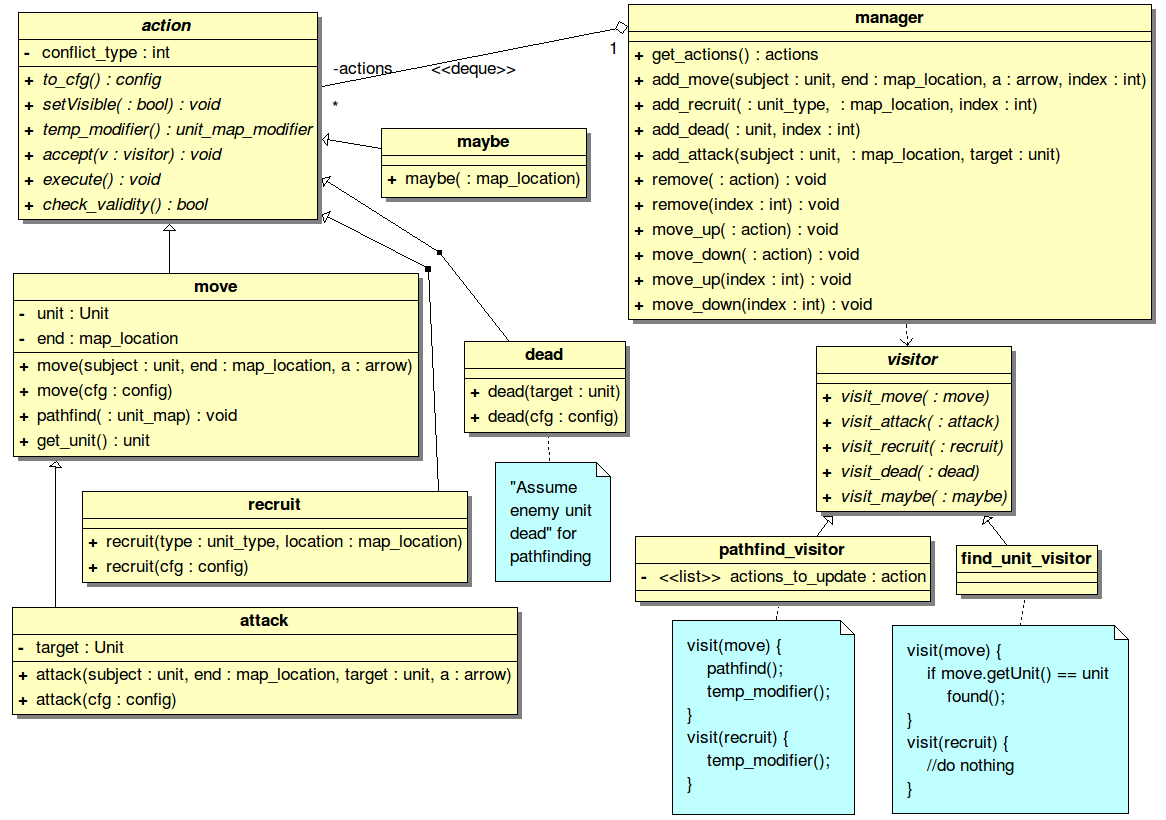 action
- conflict_type : int
+ to_cfg() : config
+ setVisible( : bool) : void
+ temp_modifier() : unit_map_modifier
+ accept(v : visitor) : void
+ execute() : void
+ check_validity() : bool
-actions <<deque>>
*
1
manager
+ get_actions() : actions
+ add_move(subject : unit, end : map_location, a : arrow, index : int)
+ add_recruit( : unit_type,  : map_location, index : int)
+ add_dead( : unit, index : int)
+ add_attack(subject : unit,  : map_location, target : unit)
+ remove( : action) : void
+ remove(index : int) : void
+ move_up( : action) : void
+ move_down( : action) : void
+ move_up(index : int) : void
+ move_down(index : int) : void
maybe
+ maybe( : map_location)
move
- unit : Unit
- end : map_location
+ move(subject : unit, end : map_location, a : arrow)
+ move(cfg : config)
+ pathfind( : unit_map) : void
+ get_unit() : unit
dead
+ dead(target : unit)
+ dead(cfg : config)
"Assume
enemy unit
dead" for
pathfinding
visitor
+ visit_move( : move)
+ visit_attack( : attack)
+ visit_recruit( : recruit)
+ visit_dead( : dead)
+ visit_maybe( : maybe)
recruit
+ recruit(type : unit_type, location : map_location)
+ recruit(cfg : config)
attack
- target : Unit
+ attack(subject : unit, end : map_location, target : unit, a : arrow)
+ attack(cfg : config)
pathfind_visitor
- <<list>> actions_to_update : action
find_unit_visitor
visit(move) {
pathfind();
temp_modifier();
}
visit(recruit) {
temp_modifier();
}
visit(move) {
if move.getUnit() == unit
found();
}
visit(recruit) {
//do nothing
}